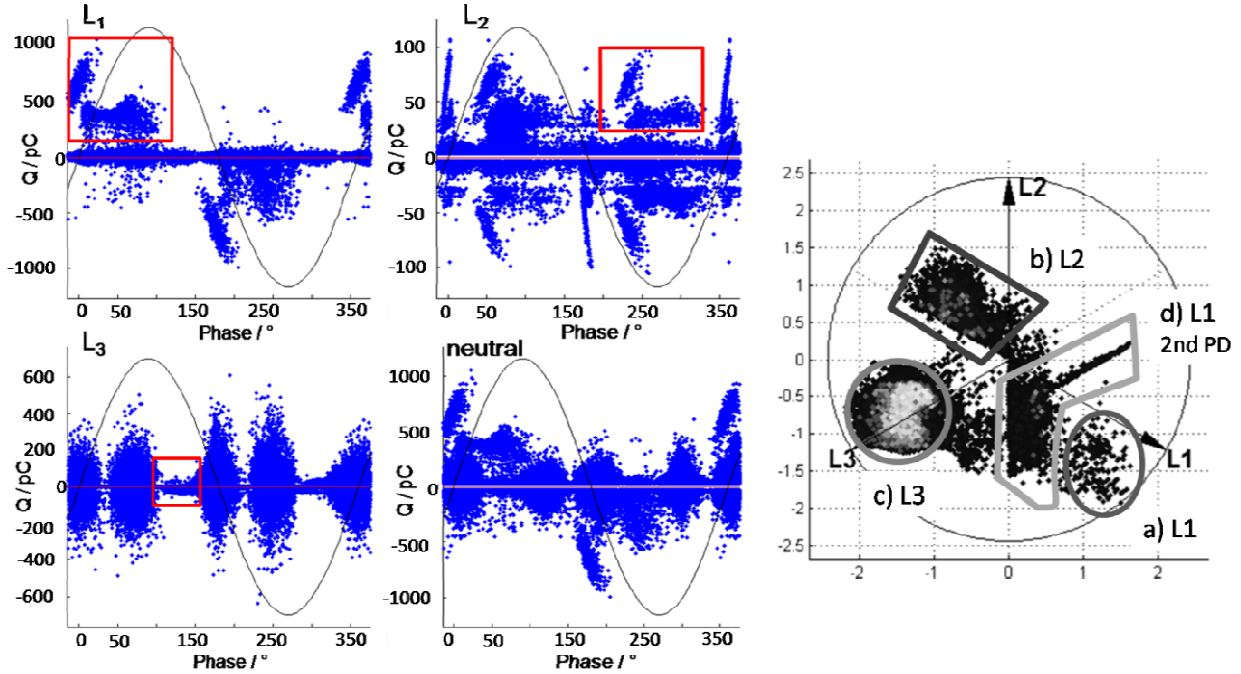 L1
1000
500
0
-500
-1000
Q / pC
0 50 150 250 350
Phase / °
L2
100
50
0
-50
-100
Q / pC
0 50 150 250 350
Phase / °
L3
600
400
200
0
-200
-400
-600
Q / pC
0 50 150 250 350
Phase / °
neutral
1000
500
0
-500
-1000
Q / pC
0 50 150 250 350
Phase / °
2.5
2
1.5
1
0.5
0
-0.5
-1
-1.5
-2
-2.5
-2 -1 0 1 2
L2
b) L2
d) L1
2nd PD
L3
L1
c) L3
a) L1